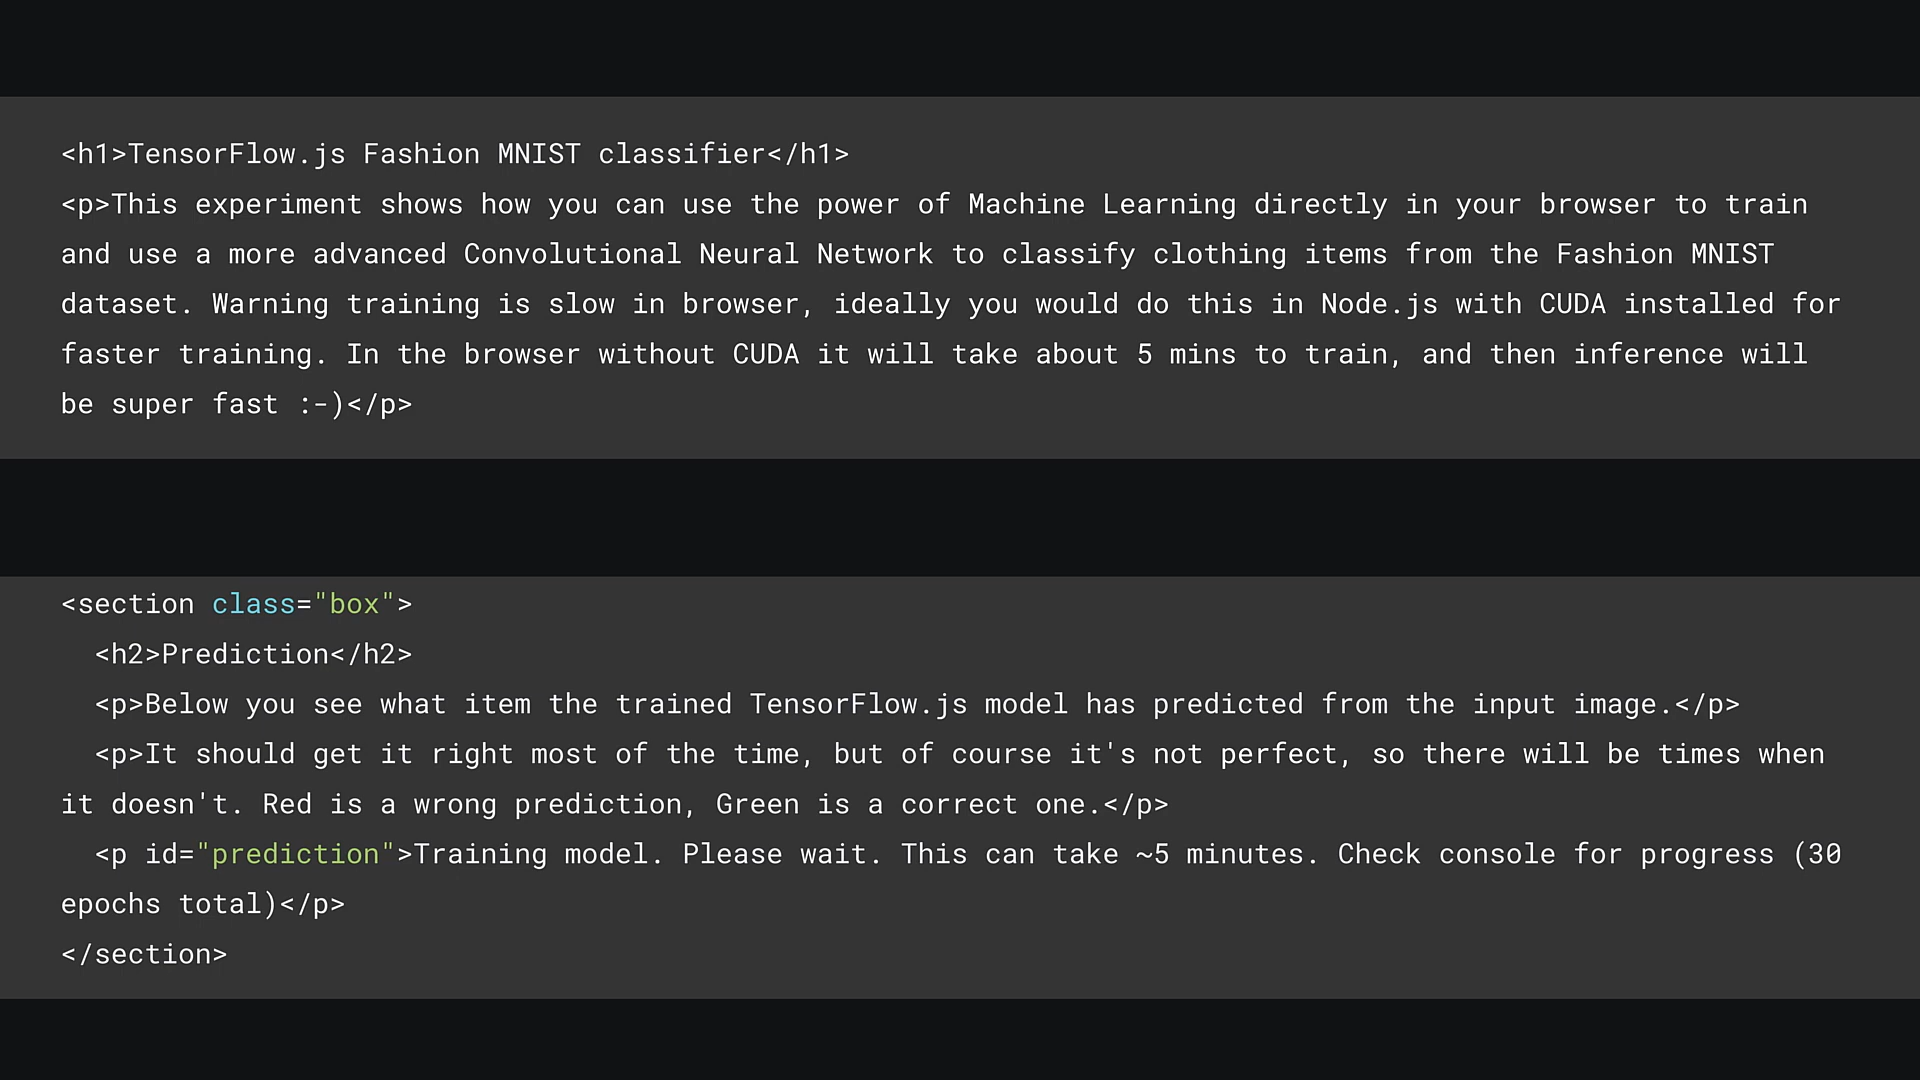 <h1>TensorFlow.js Fashion MNIST classifier</h1>
<p>This experiment shows how you can use the power of Machine Learning directly in your browser to train
and use a more advanced Convolutional Neural Network to classify clothing items from the Fashion MNIST
dataset. Warning training is slow in browser, ideally you would do this in Node.js with CUDA installed for
faster training. In the browser without CUDA it will take about 5 mins to train, and then inference will
be super fast :-)</p>
<section class="box">
  <h2>Prediction</h2>
  <p>Below you see what item the trained TensorFlow.js model has predicted from the input image.</p>
  <p>It should get it right most of the time, but of course it's not perfect, so there will be times when
it doesn't. Red is a wrong prediction, Green is a correct one.</p>
  <p id="prediction">Training model. Please wait. This can take ~5 minutes. Check console for progress (30
epochs total)</p>
</section>